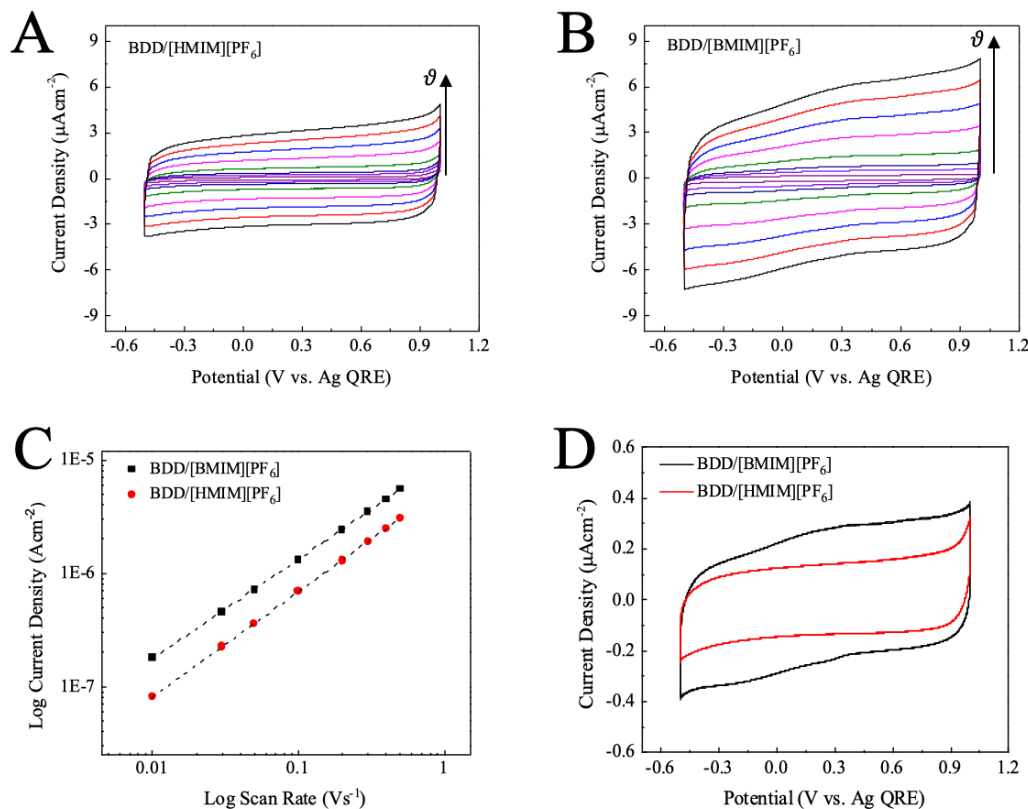 A
BDD/[HMIM][PF6]
ϑ
9
6
3
0
-3
-6
-9
Current Density (µAcm-2)
-0.6 -0.3 0.0 0.3 0.6 0.9 1.2
Potential (V vs. Ag QRE)
B
BDD/[BMIM][PF6]
ϑ
9
6
3
0
-3
-6
-9
Current Density (µAcm-2)
-0.6 -0.3 0.0 0.3 0.6 0.9 1.2
Potential (V vs. Ag QRE)
C
BDD/[BMIM][PF6]
BDD/[HMIM][PF6]
1E-5
1E-6
1E-7
Log Current Density (Acm-2)
0.01 0.1 1
Log Scan Rate (Vs-1)
D
BDD/[BMIM][PF6]
BDD/[HMIM][PF6]
0.6
0.4
0.2
0.0
-0.2
-0.4
-0.6
Current Density (µAcm-2)
-0.6 -0.3 0.0 0.3 0.6 0.9 1.2
Potential (V vs. Ag QRE)